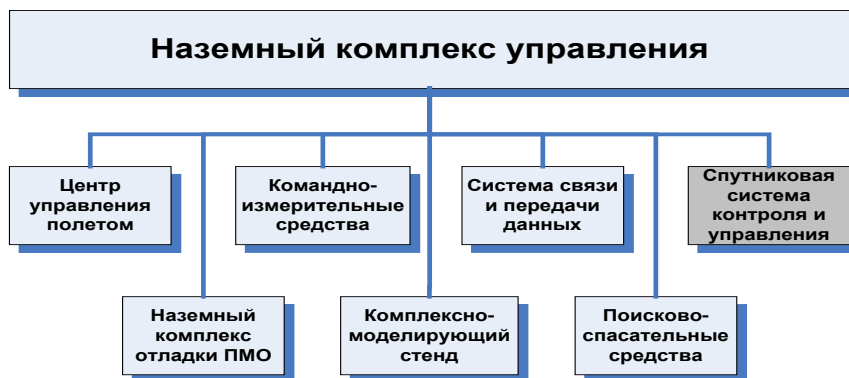 Наземный комплекс управления
Центр
управления
полетом
Командно-
измерительные
средства
Система связи
и передачи
данных
Спутниковая
система
контроля и
управления
Наземный
комплекс
отладки ПМО
Комплексно-
моделирующий
стенд
Поисково-
спасательные
средства